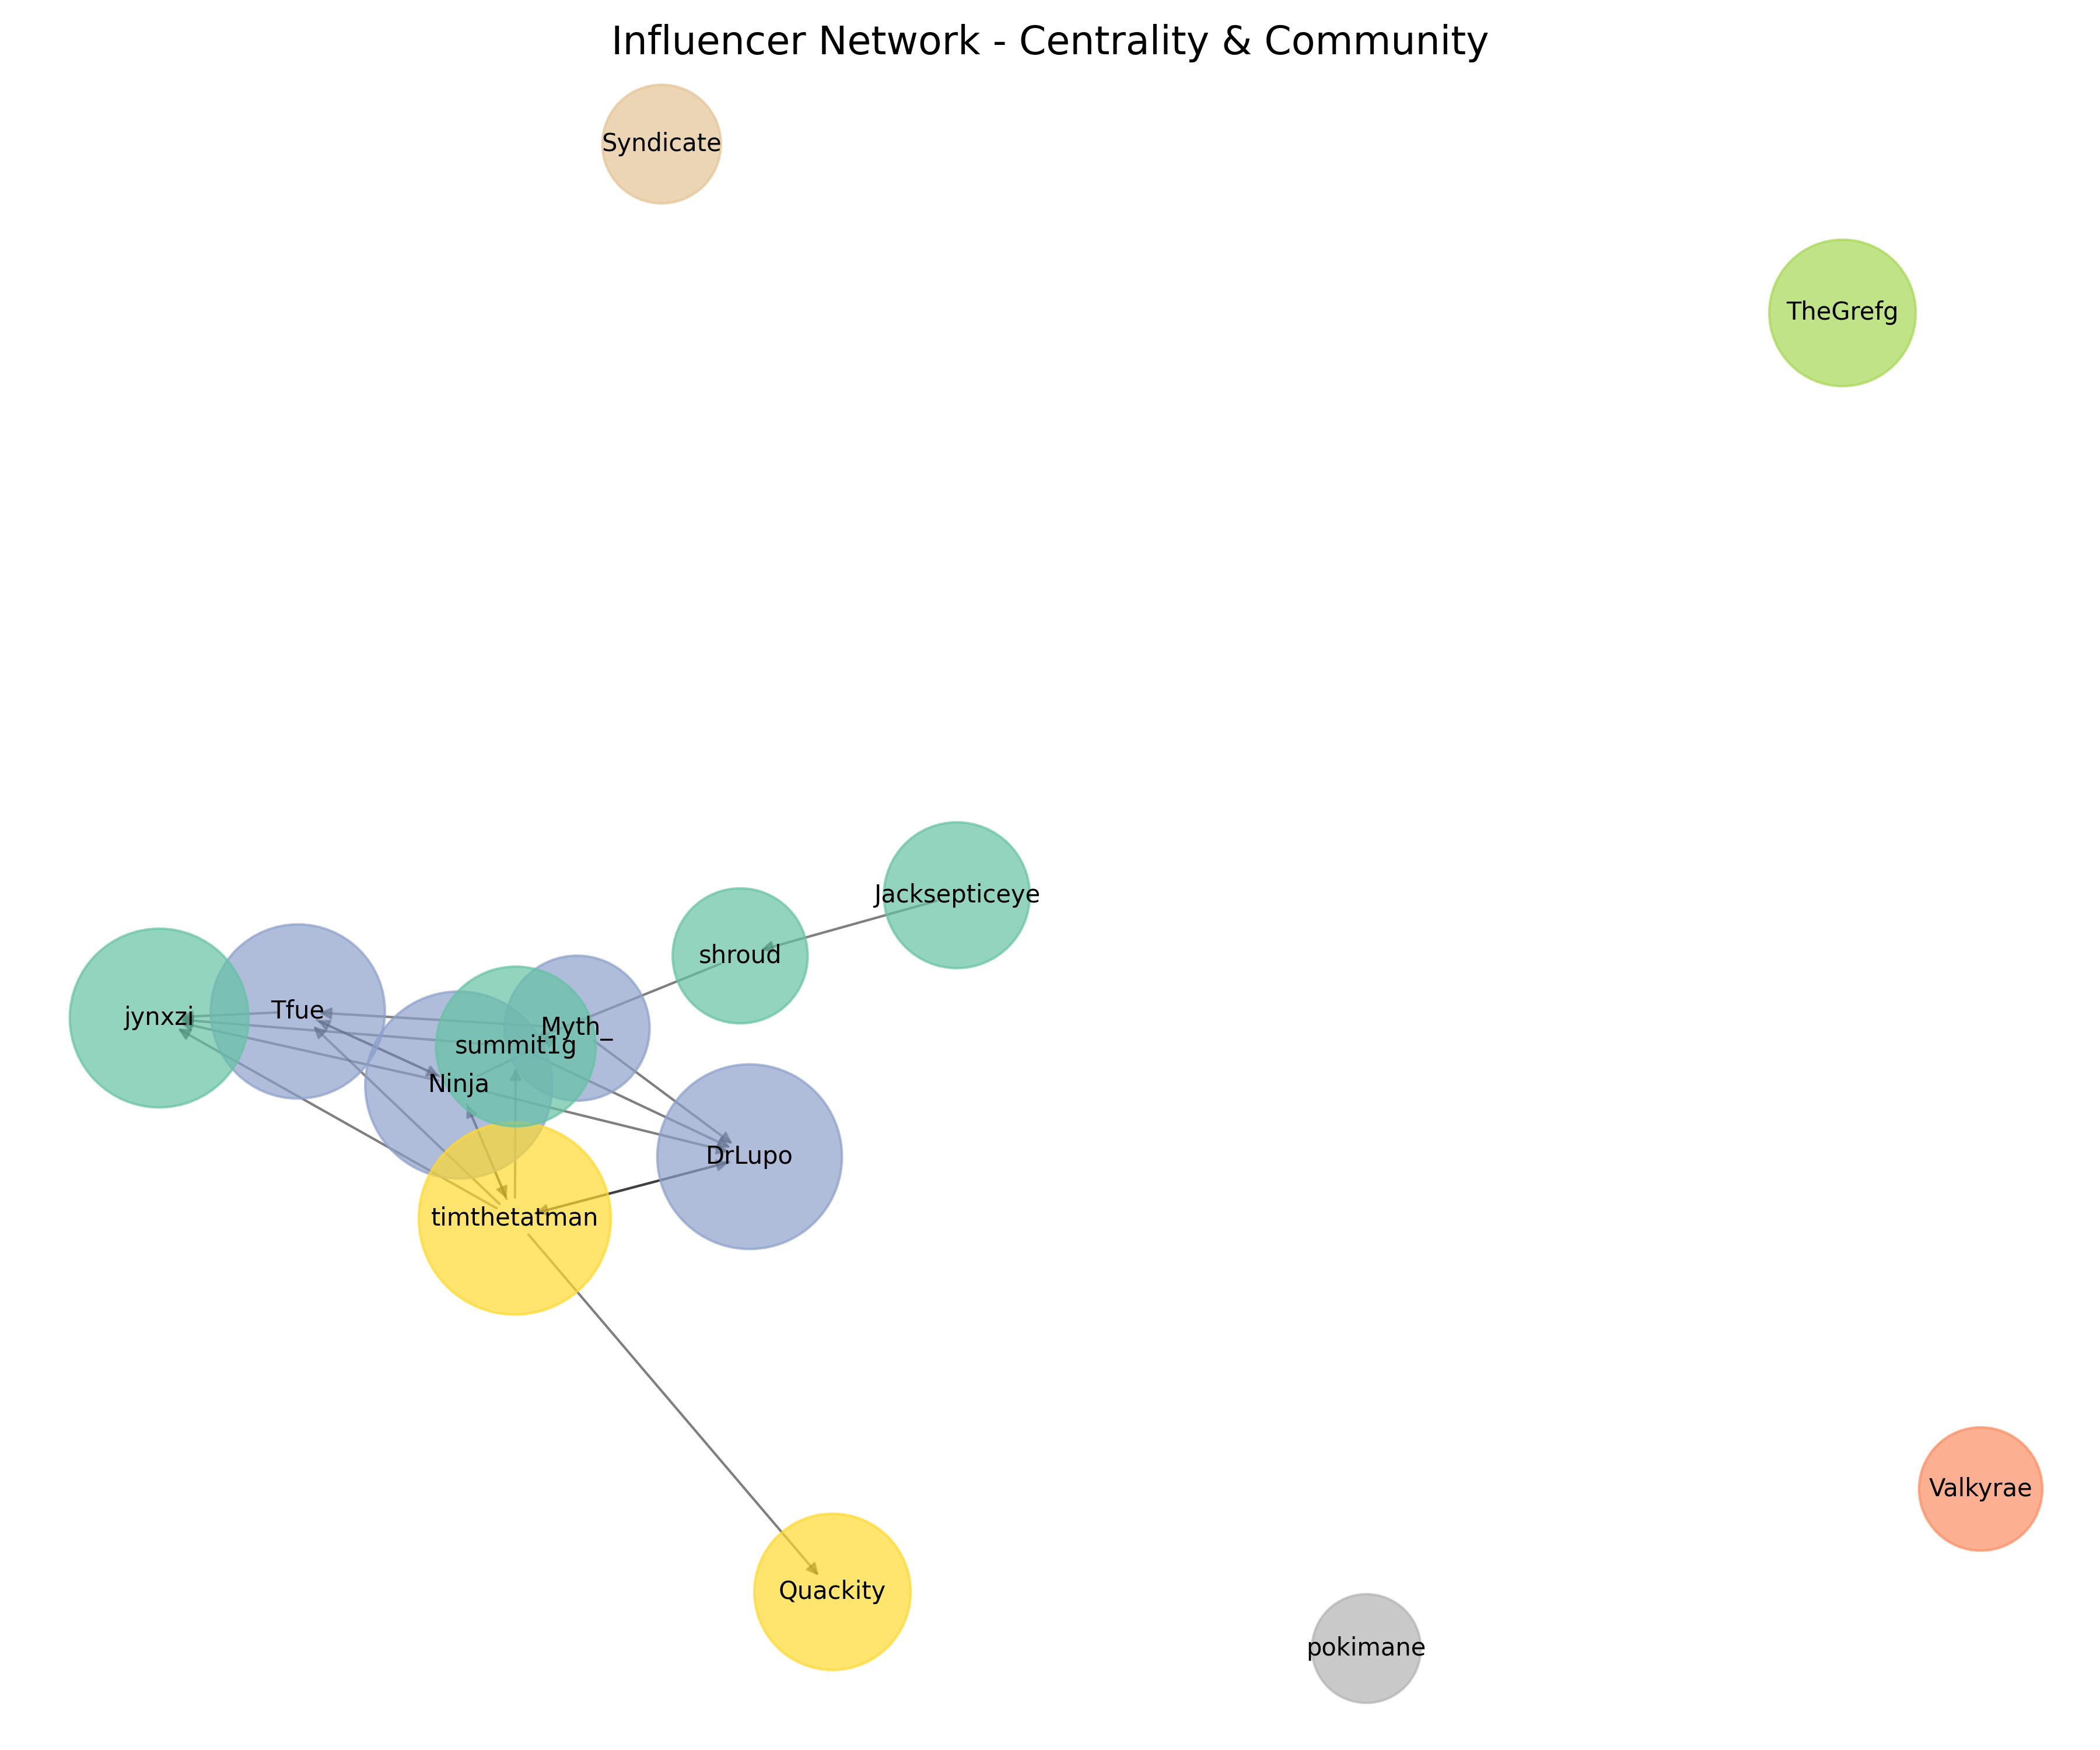 Influencer Network - Centrality & Community
Syndicate
TheGrefg
Jacksepticeye
shroud
Tfue
jynxzi
Myth_
summit1g
Ninja
DrLupo
timthetatman
Valkyrae
Quackity
pokimane